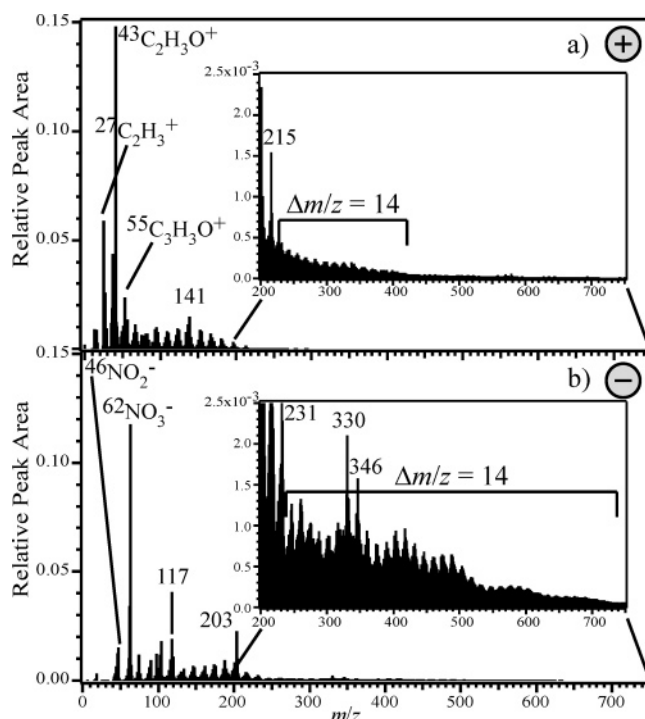 0.15
a) +
⁴³C₂H₃O⁺
2.5x10⁻³
2.0
²⁷C₂H₃⁺
0.10
1.5
215
Δm/z = 14
1.0
⁵⁵C₃H₃O⁺
0.5
0.05
141
0.0
200 300 400 500 600 700
Relative Peak Area
0.15
b) −
⁴⁶NO₂⁻
⁶²NO₃⁻
2.5x10⁻³
231
330
2.0
346
Δm/z = 14
0.10
1.5
1.0
117
0.5
0.05
203
0.0
200 300 400 500 600 700
0.00
0 100 200 300 400 500 600 700
Relative Peak Area
m/z